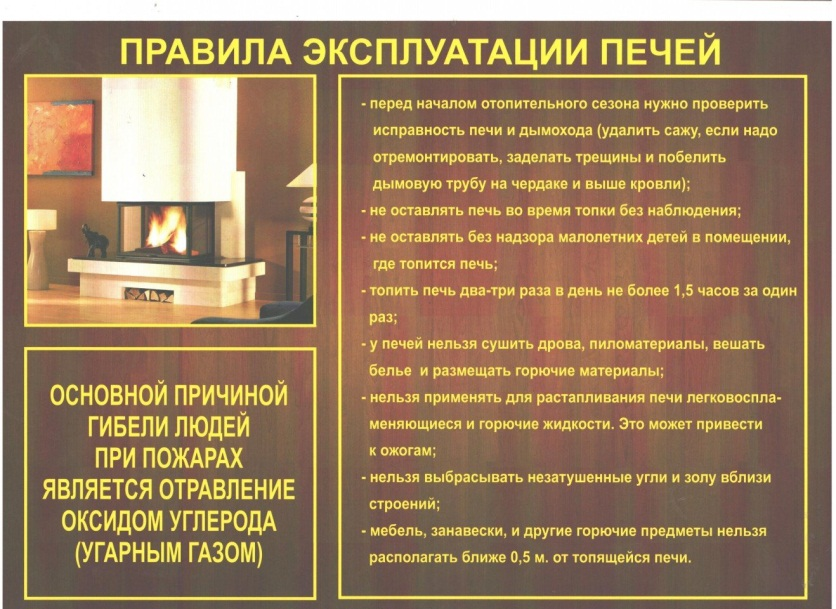 ПРАВИЛА ЭКСПЛУАТАЦИИ ПЕЧЕЙ
- перед началом отопительного сезона нужно проверить
исправность печи и дымохода (удалить сажу, если надо
отремонтировать, заделать трещины и побелить
дымовую трубу на чердаке и выше кровли);
- не оставлять печь во время топки без наблюдения;
- не оставлять без надзора малолетних детей в помещении,
где топится печь;
- топить печь два-три раза в день не более 1,5 часов за один
раз;
- у печей нельзя сушить дрова, пиломатериалы, вешать
белье и размещать горючие материалы;
- нельзя применять для растапливания печи легковоспла-
меняющиеся и горючие жидкости. Это может привести
к ожогам;
- нельзя выбрасывать незатушенные угли и золу вблизи
строений;
- мебель, занавески, и другие горючие предметы нельзя
располагать ближе 0,5 м. от топящейся печи.
ОСНОВНОЙ ПРИЧИНОЙ
ГИБЕЛИ ЛЮДЕЙ
ПРИ ПОЖАРАХ
ЯВЛЯЕТСЯ ОТРАВЛЕНИЕ
ОКСИДОМ УГЛЕРОДА
(УГАРНЫМ ГАЗОМ)